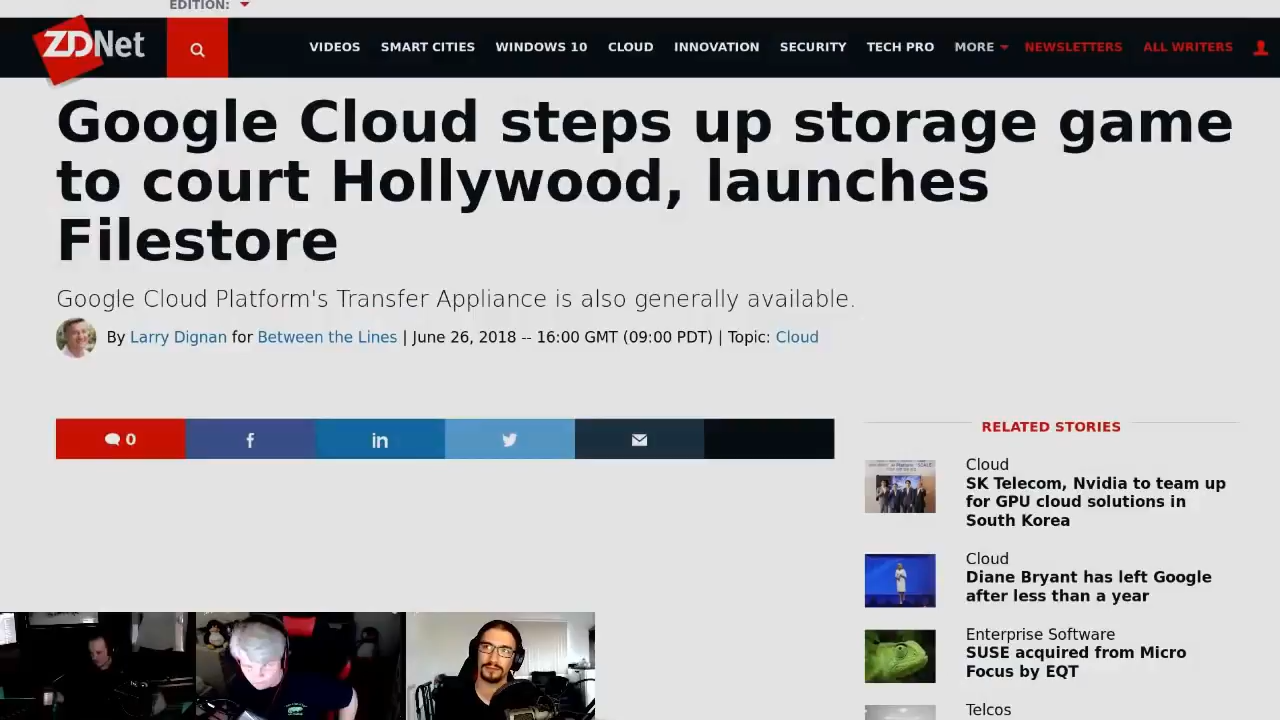 EDITION:
ZDNet
VIDEOS SMART CITIES WINDOWS 10 CLOUD INNOVATION SECURITY TECH PRO MORE NEWSLETTERS ALL WRITERS
Google Cloud steps up storage game
to court Hollywood, launches
Filestore
Google Cloud Platform's Transfer Appliance is also generally available.
By Larry Dignan for Between the Lines | June 26, 2018 -- 16:00 GMT (09:00 PDT) | Topic: Cloud
0
f
in
RELATED STORIES
Cloud
SK Telecom, Nvidia to team up
for GPU cloud solutions in
South Korea
Cloud
Diane Bryant has left Google
after less than a year
Enterprise Software
SUSE acquired from Micro
Focus by EQT
Telcos